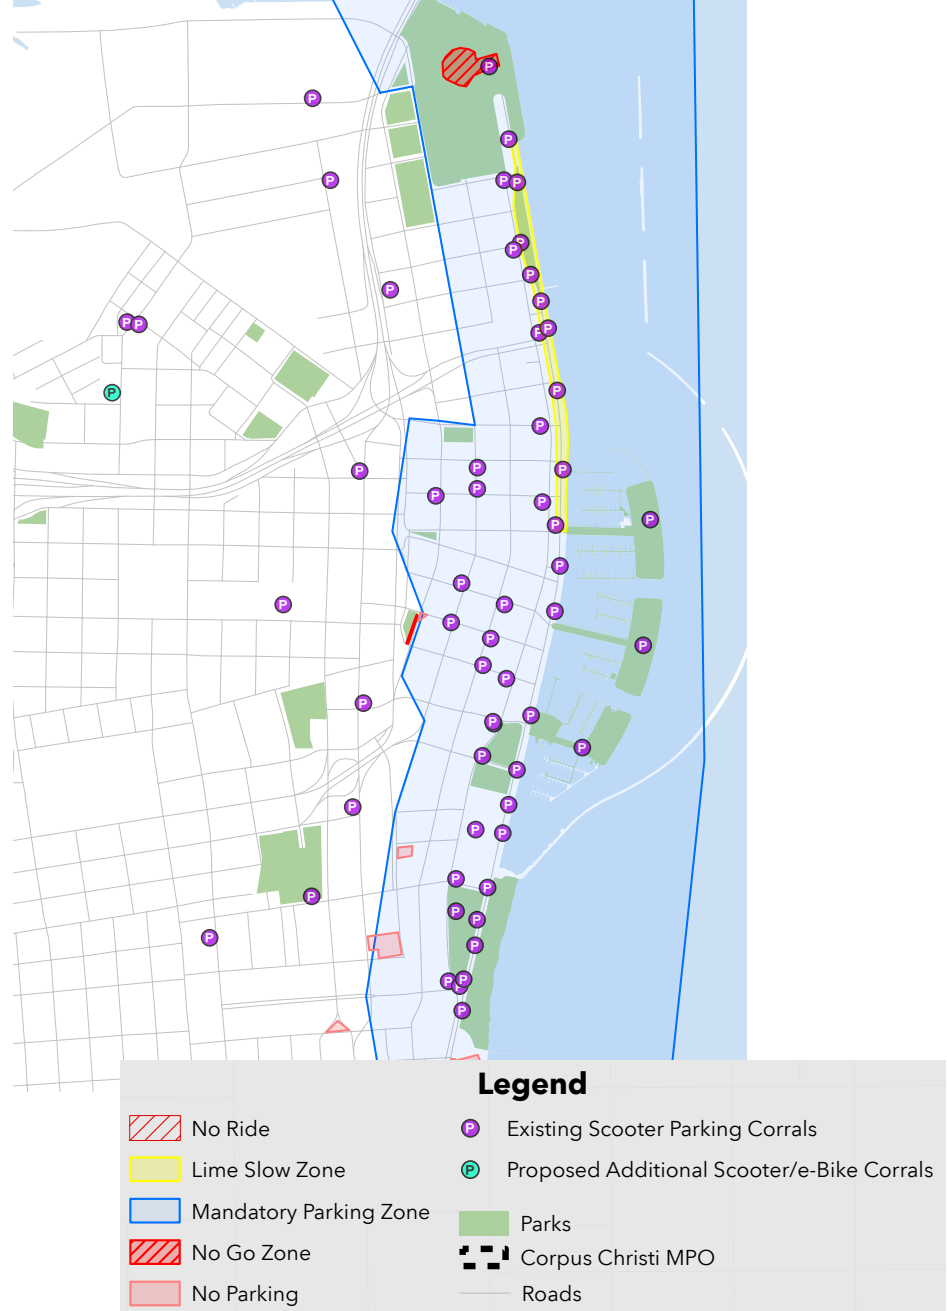 Legend
No Ride
Lime Slow Zone
Mandatory Parking Zone
No Go Zone
No Parking
P Existing Scooter Parking Corrals
P Proposed Additional Scooter/e-Bike Corrals
Parks
Corpus Christi MPO
Roads